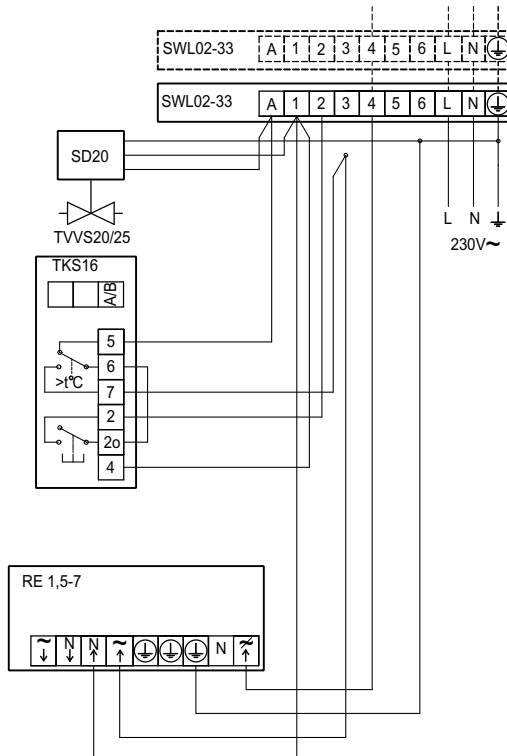 SWL02-33 A 1 2 3 4 5 6 L N
SWL02-33 A 1 2 3 4 5 6 L N
SD20
L N
TVVS20/25
230V~
TKS16
A/B
5
6
>t°C
7
2
2o
4
RE 1,5-7
~ N N ~ N ~